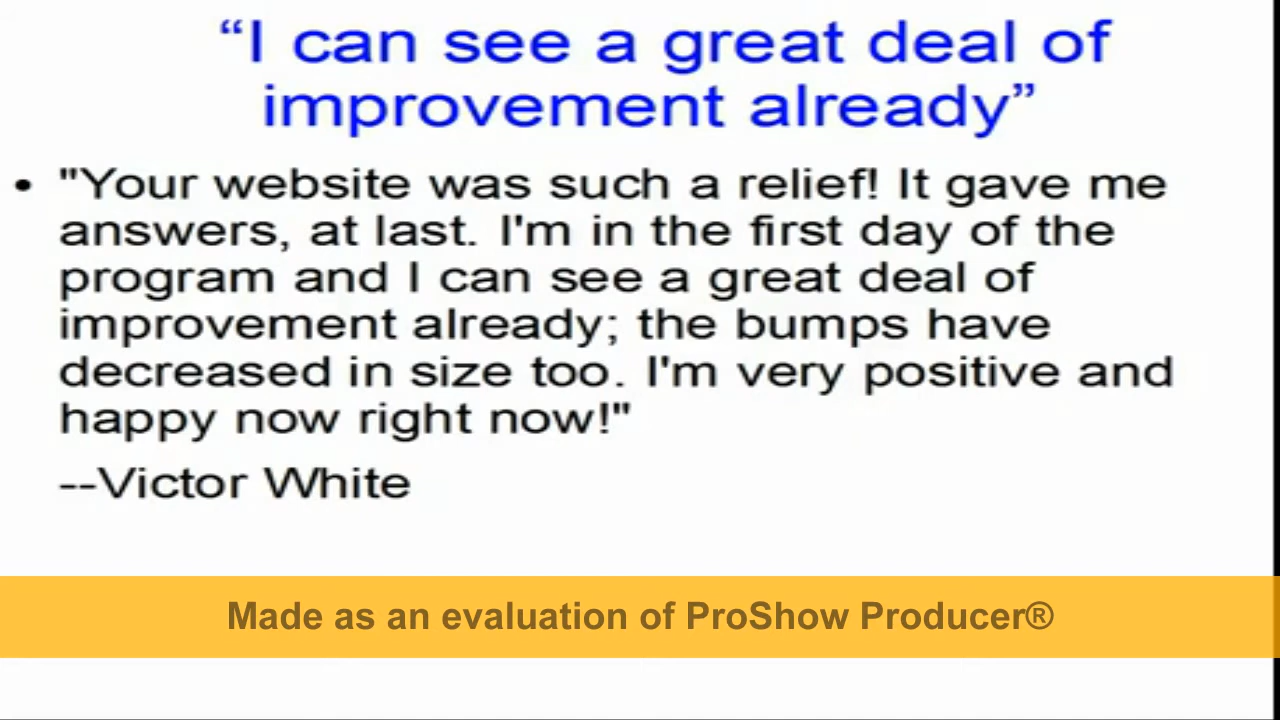 “I can see a great deal of
improvement already”
• "Your website was such a relief! It gave me
answers, at last. I'm in the first day of the
program and I can see a great deal of
improvement already; the bumps have
decreased in size too. I'm very positive and
happy now right now!"
--Victor White
Made as an evaluation of ProShow Producer®